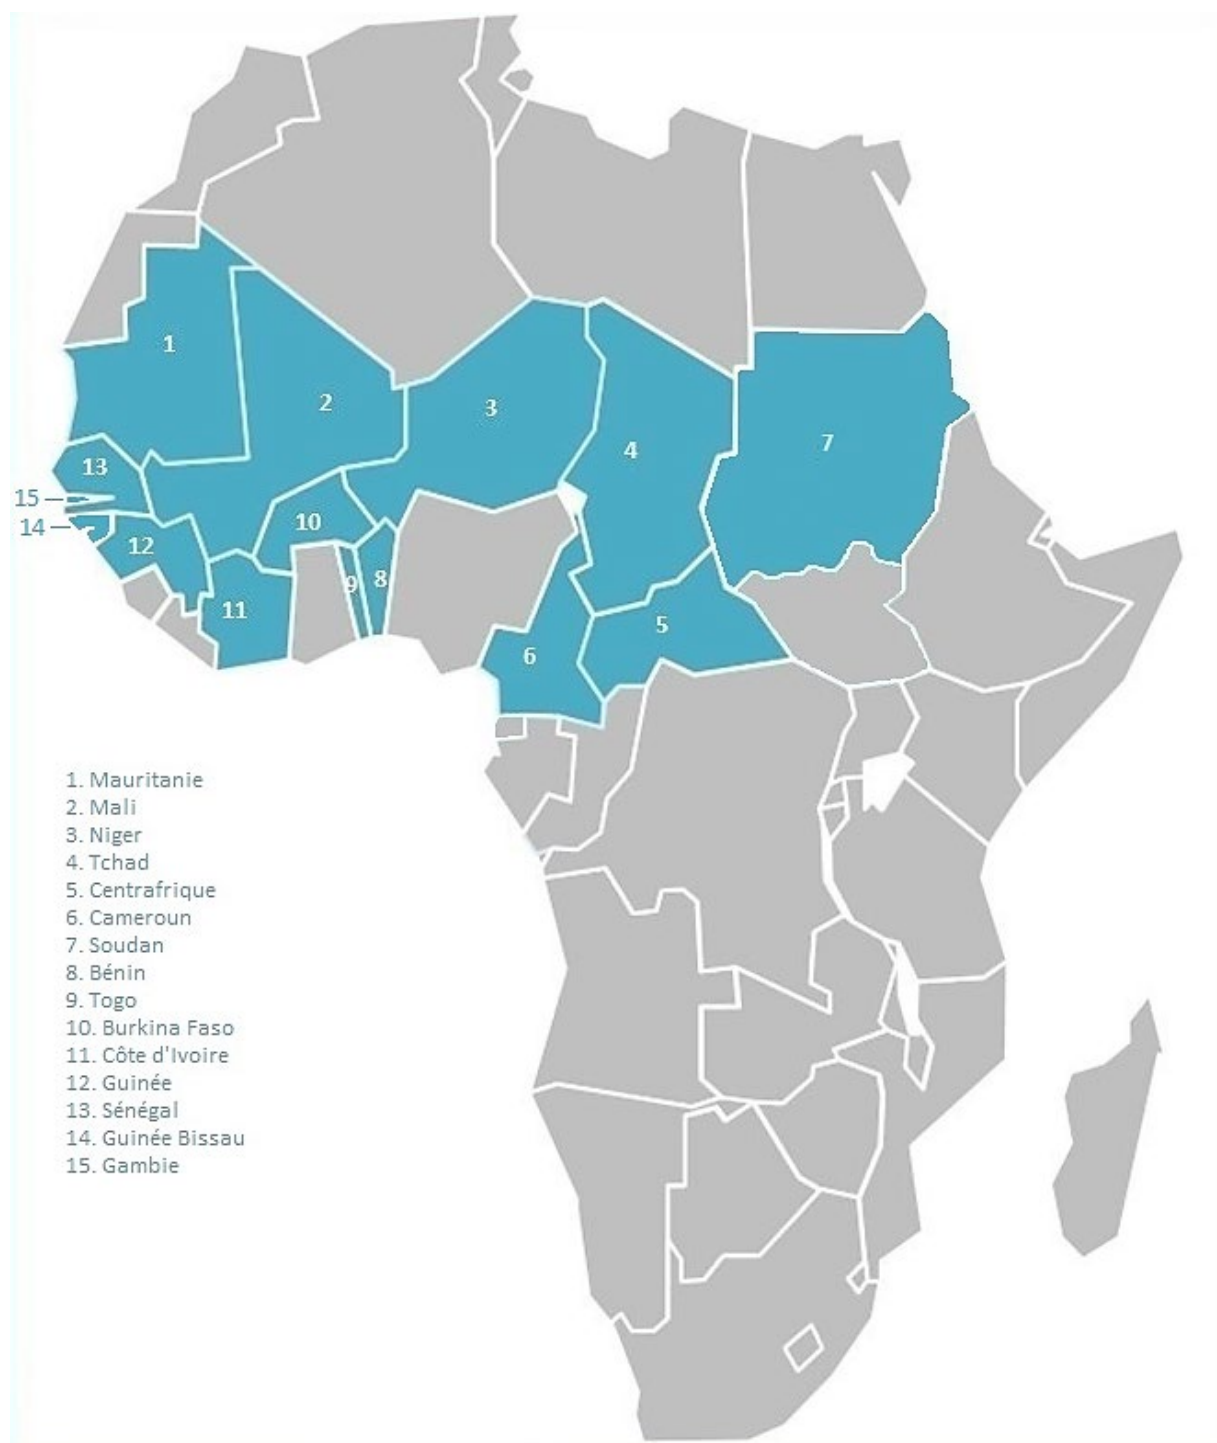 1
2
3
4
7
13
15
14
10
12
9
8
11
5
6
1. Mauritanie
2. Mali
3. Niger
4. Tchad
5. Centrafrique
6. Cameroun
7. Soudan
8. Bénin
9. Togo
10. Burkina Faso
11. Côte d'Ivoire
12. Guinée
13. Sénégal
14. Guinée Bissau
15. Gambie